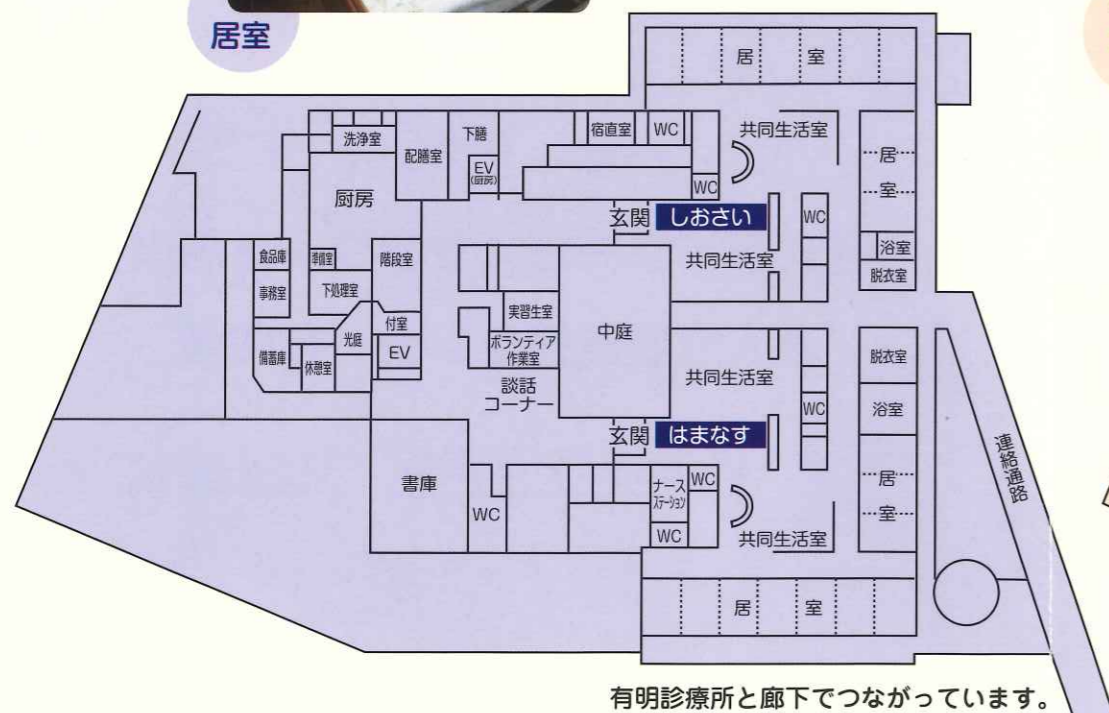 居室
居 室
洗浄室
配膳室
下膳
EV
(厨房)
宿直室
WC
WC
共同生活室
居
室
厨房
玄関 しおさい
WC
浴室
脱衣室
共同生活室
食品庫
準備室
階段室
事務室
下処理室
実習生室
中庭
付室
光庭
EV
ボランティア
作業室
備蓄庫
休憩室
談話
コーナー
共同生活室
脱衣室
WC
浴室
玄関 はまなす
連絡通路
書庫
WC
ナース
ステーション
WC
WC
居
室
共同生活室
居 室
有明診療所と廊下でつながっています。